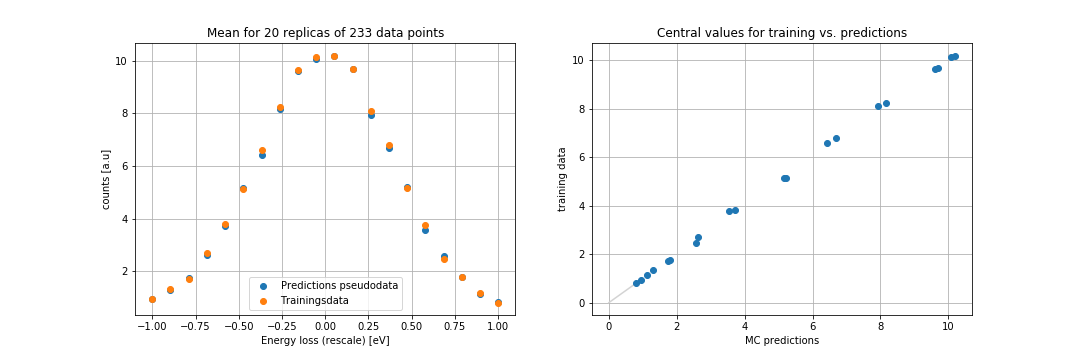 Mean for 20 replicas of 233 data points
counts [a.u]
10
8
6
4
2
Predictions pseudodata
Trainingsdata
−1.00 −0.75 −0.50 −0.25 0.00 0.25 0.50 0.75 1.00
Energy loss (rescale) [eV]
Central values for training vs. predictions
training data
10
8
6
4
2
0
0 2 4 6 8 10
MC predictions